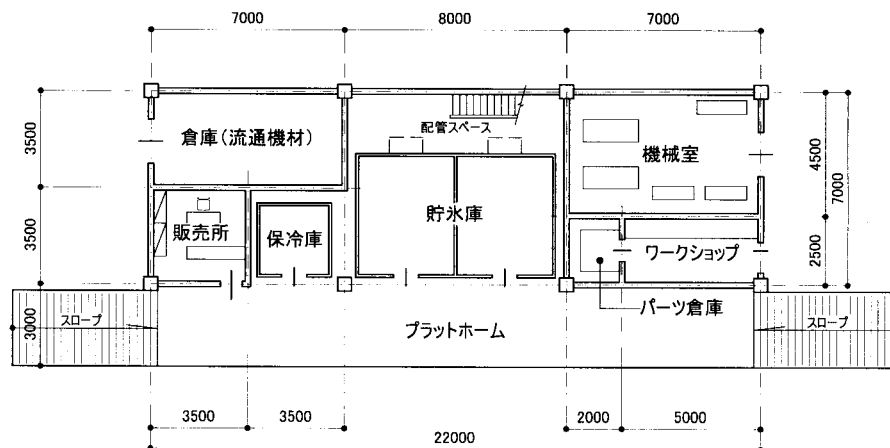 7000
8000
7000
3500
3500
3000
倉庫（流通機材）
配管スペース
機械室
4500
7000
2500
販売所
保冷庫
貯氷庫
ワークショップ
パーツ倉庫
スロープ
プラットホーム
スロープ
3500
3500
2000
5000
22000